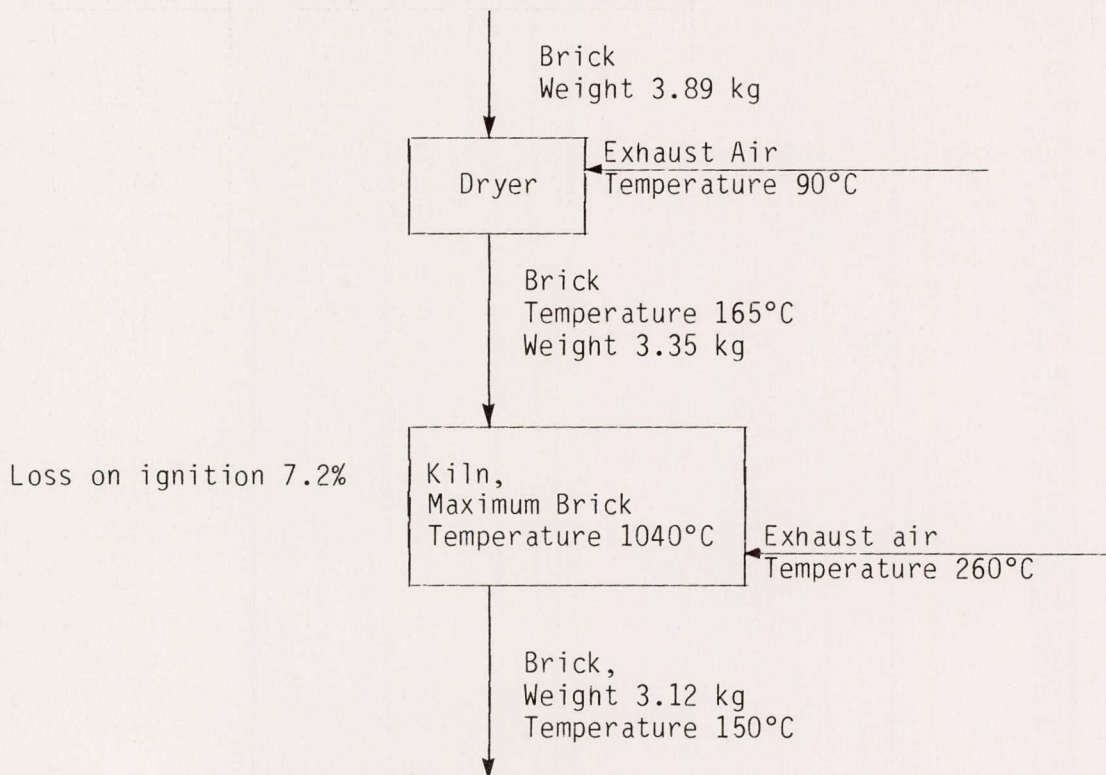 Brick
Weight 3.89 kg
Exhaust Air
Temperature 90°C
Dryer
Brick
Temperature 165°C
Weight 3.35 kg
Loss on ignition 7.2%
Kiln,
Maximum Brick
Temperature 1040°C
Exhaust air
Temperature 260°C
Brick,
Weight 3.12 kg
Temperature 150°C